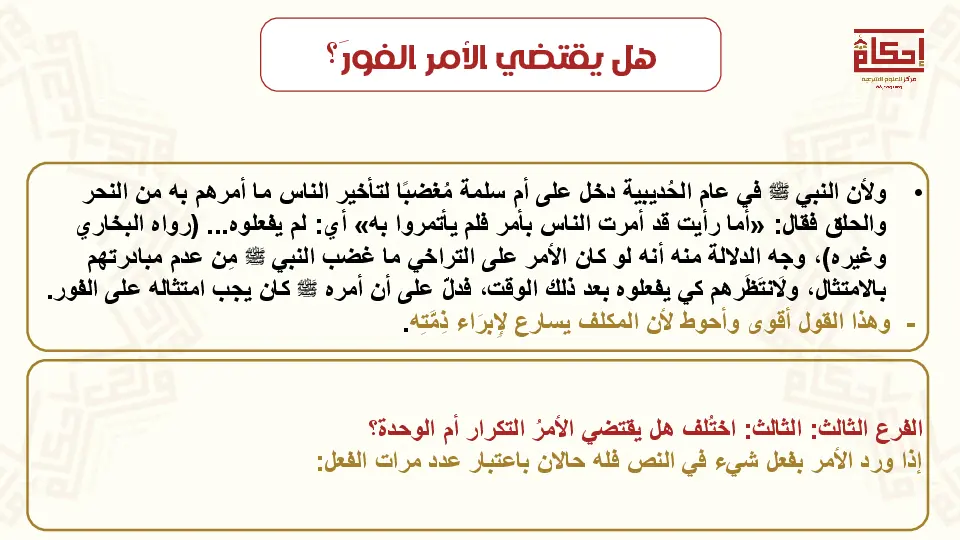 هل يقتضي الأمر الفورَ؟
إحكام
مركز للعلوم الشرعية
• ولأن النبي ﷺ في عام الحُديبية دخل على أم سلمة مُغضبًا لتأخير الناس ما أمرهم به من النحر
والحلق فقال: «أما رأيت قد أمرت الناس بأمر فلم يأتمروا به» أي: لم يفعلوه... (رواه البخاري
وغيره)، وجه الدلالة منه أنه لو كان الأمر على التراخي ما غضب النبي ﷺ مِن عدم مبادرتهم
بالامتثال، ولَانتَظَرهم كي يفعلوه بعد ذلك الوقت، فدلّ على أن أمره ﷺ كان يجب امتثاله على الفور.
- وهذا القول أقوى وأحوط لأن المكلف يسارع لإبرَاء ذِمَّتِه.
الفرع الثالث: الثالث: اختُلف هل يقتضي الأمرُ التكرار أم الوحدة؟
إذا ورد الأمر بفعل شيء في النص فله حالان باعتبار عدد مرات الفعل: